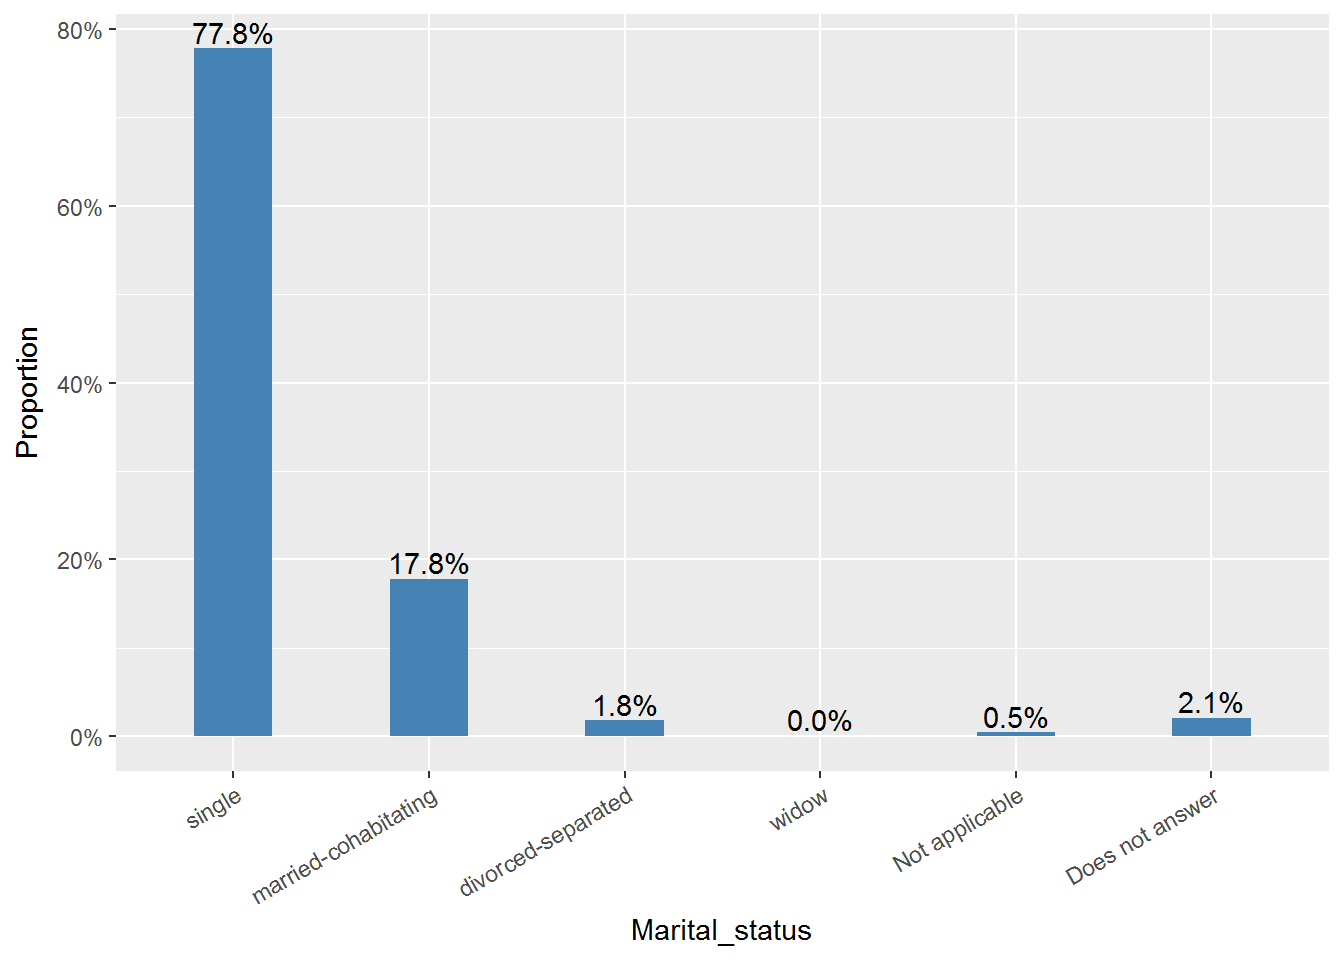 80%
60%
40%
20%
0%
Proportion
77.8%
17.8%
1.8%
0.0%
0.5%
2.1%
single
married-cohabitating
divorced-separated
widow
Not applicable
Does not answer
Marital_status